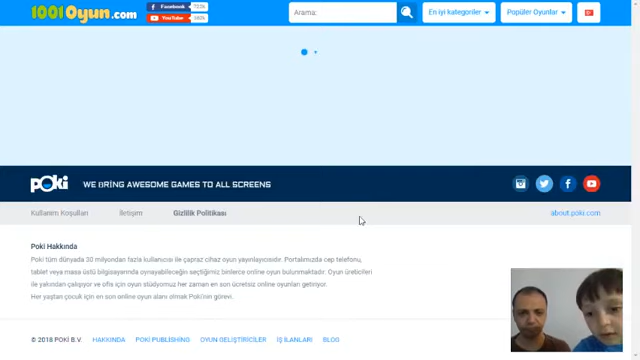 1001Oyun.com
Facebook
YouTube
Arama:
En iyi kategoriler
Popüler Oyunlar
POKI WE BRING AWESOME GAMES TO ALL SCREENS
Kullanım Koşulları İletişim Gizlilik Politikası about.poki.com
Poki Hakkında
Poki tüm dünyada 30 milyondan fazla kullanıcısı ile çapraz cihaz oyun yayınlayıcısıdır. Portalımızda cep telefonu,
tablet veya masa üstü bilgisayarında oynayabileceğin seçtiğimiz binlerce online oyun bulunmaktadır. Oyun üreticileri
ile yakından çalışıyor ve ofis için oyun stüdyomuz her zaman en son ücretsiz online oyunları getiriyor.
Her yaştan çocuk için en son online oyun alanı olmak Poki'nin görevi.
© 2018 POKİ B.V. HAKKINDA POKİ PUBLISHING OYUN GELİŞTİRİCİLER İŞ İLANLARI BLOG